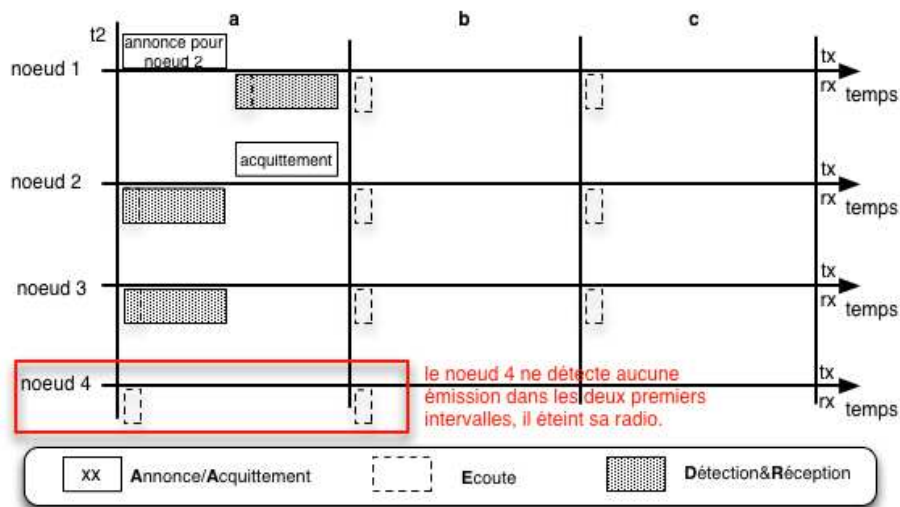 a b c
t2
annonce pour
noeud 2
noeud 1
tx
rx
temps
acquittement
noeud 2
tx
rx
temps
noeud 3
tx
rx
temps
noeud 4
le noeud 4 ne détecte aucune
émission dans les deux premiers
intervalles, il éteint sa radio.
tx
rx
temps
xx
Annonce/Acquittement
Ecoute
Détection&Réception